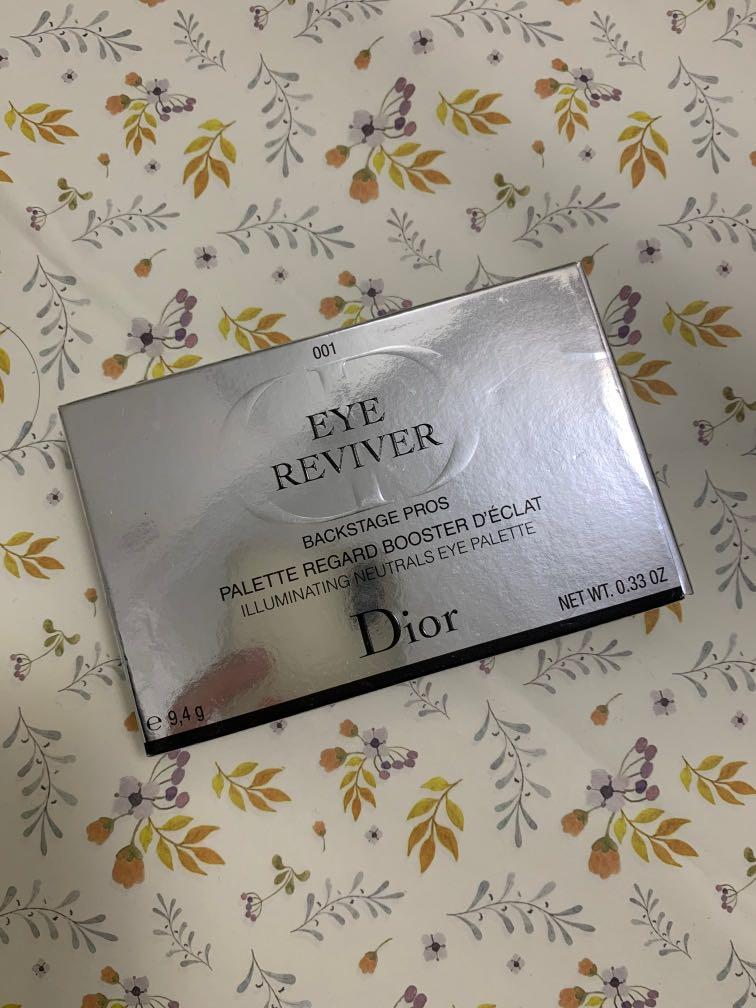 001
EYE
REVIVER
BACKSTAGE PROS
PALETTE REGARD BOOSTER D'ÉCLAT
ILLUMINATING NEUTRALS EYE PALETTE
Dior
NET WT. 0.33 OZ
℮ 9,4 g